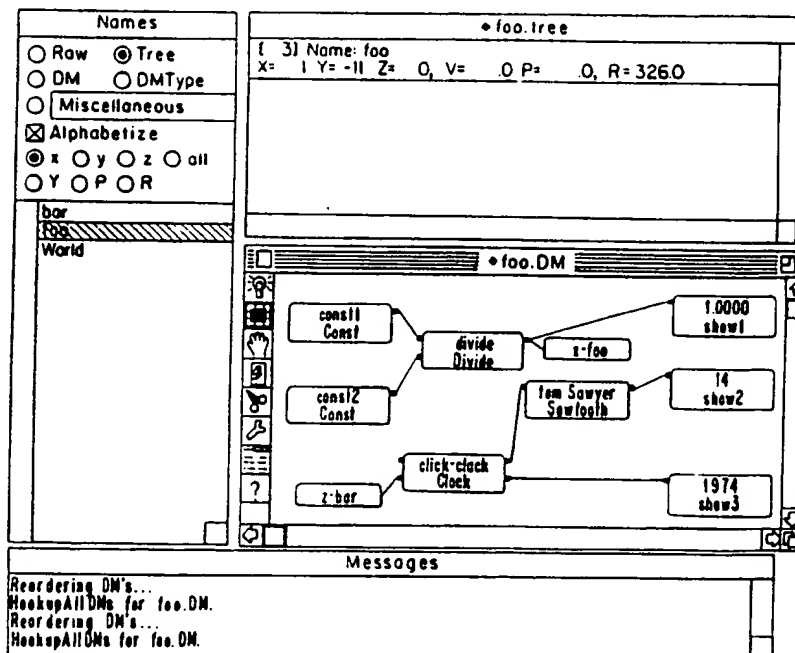 Names
Raw Tree
DM DMType
Miscellaneous
Alphabetize
x y z all
Y P R
bar
foo
World
◆foo.tree
[ 3] Name: foo
X= 1 Y= -11 Z= 0, V= .0 P= .0, R= 326.0
◆foo.DM
const1
Const
const2
Const
divide
Divide
x-foo
1.0000
show1
tom Sawyer
Sawtooth
14
show2
click-clack
Clock
z-bar
1974
show3
?
Messages
Reordering DM's...
HookupAllDMs for foo.DM.
Reordering DM's...
HookupAllDMs for foo.DM.